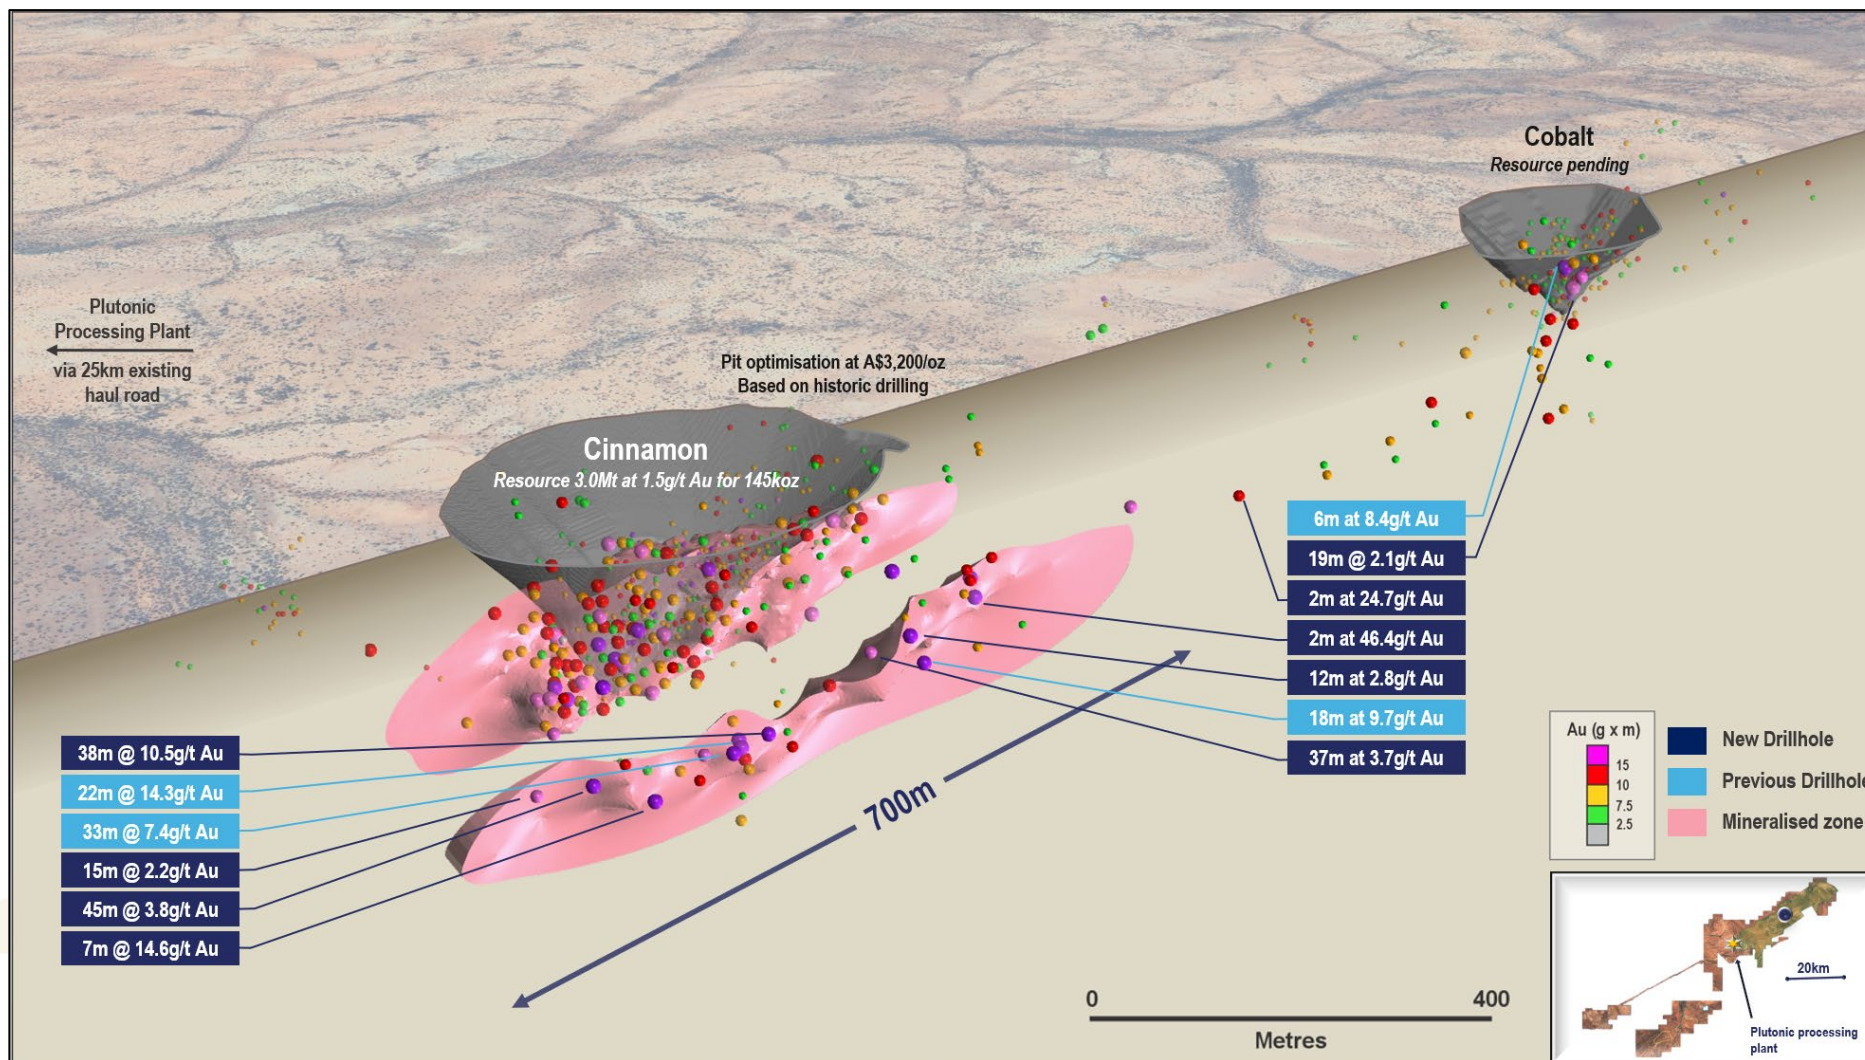 Cobalt
Resource pending
Plutonic
Processing Plant
via 25km existing
haul road
Pit optimisation at A$3,200/oz
Based on historic drilling
Cinnamon
Resource 3.0Mt at 1.5g/t Au for 145koz
6m at 8.4g/t Au
19m @ 2.1g/t Au
2m at 24.7g/t Au
2m at 46.4g/t Au
12m at 2.8g/t Au
18m at 9.7g/t Au
37m at 3.7g/t Au
38m @ 10.5g/t Au
22m @ 14.3g/t Au
33m @ 7.4g/t Au
15m @ 2.2g/t Au
45m @ 3.8g/t Au
7m @ 14.6g/t Au
700m
Au (g x m)
15
10
7.5
2.5
New Drillhole
Previous Drillhole
Mineralised zone
0
400
Metres
20km
Plutonic processing
plant